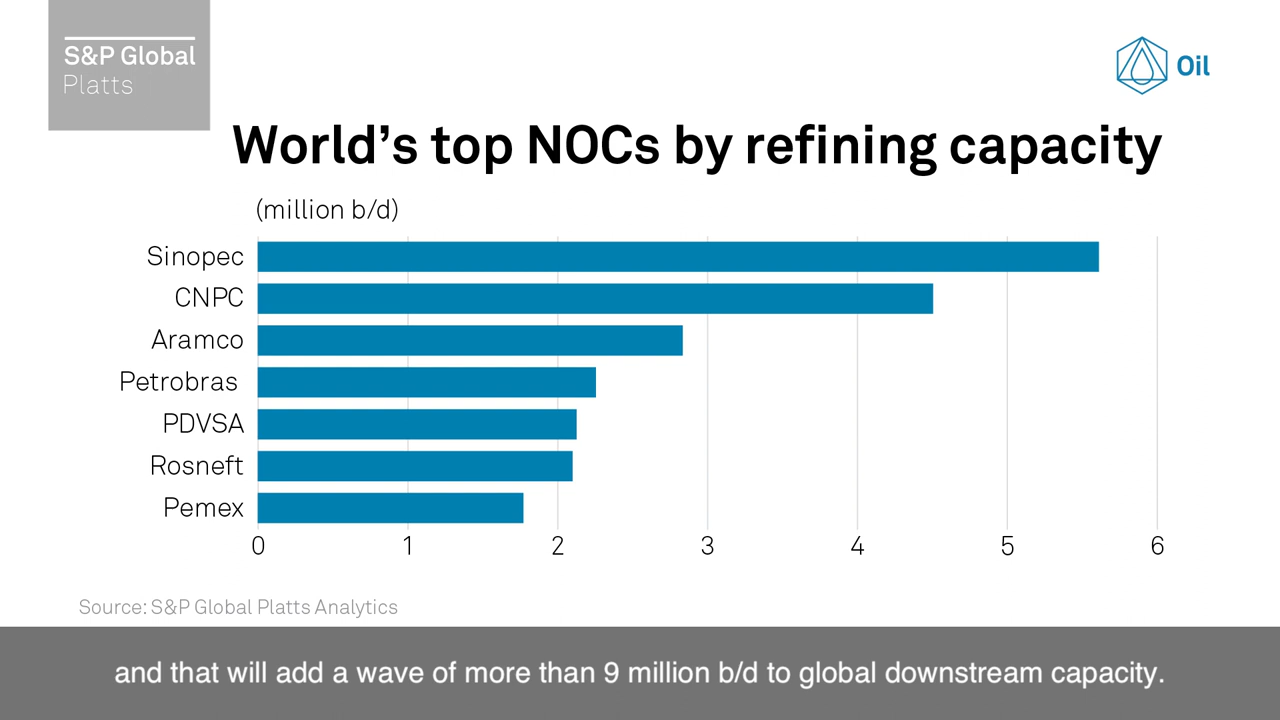 S&P Global
Platts
Oil
World's top NOCs by refining capacity
(million b/d)
Sinopec
CNPC
Aramco
Petrobras
PDVSA
Rosneft
Pemex
0 1 2 3 4 5 6
Source: S&P Global Platts Analytics
and that will add a wave of more than 9 million b/d to global downstream capacity.